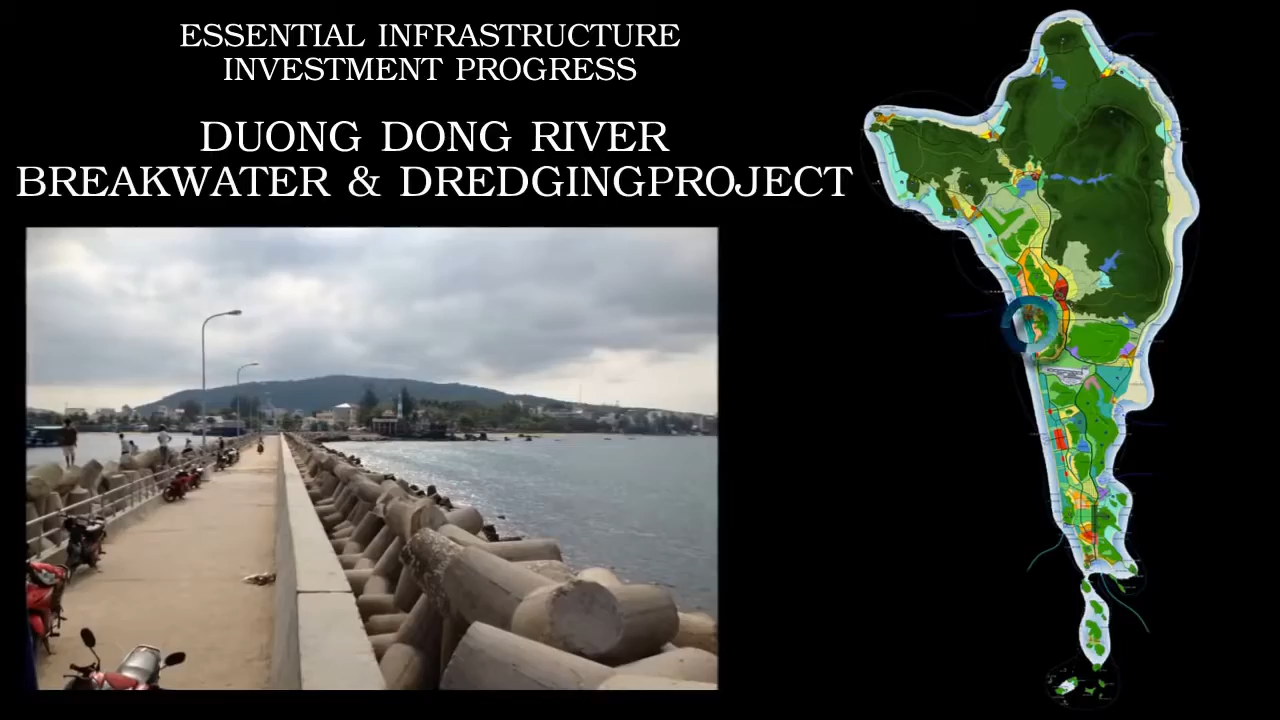 ESSENTIAL INFRASTRUCTURE
INVESTMENT PROGRESS
DUONG DONG RIVER
BREAKWATER & DREDGINGPROJECT